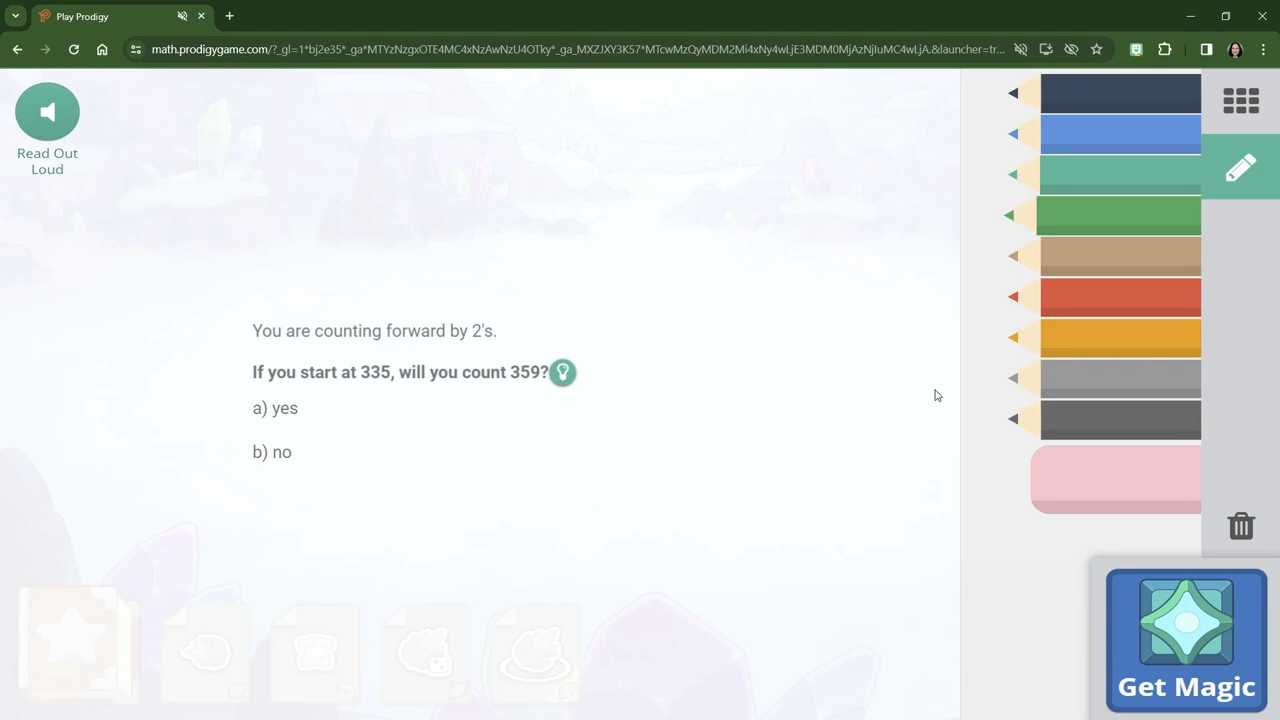 Play Prodigy
math.prodigygame.com/?_gl=1*bj2e35*_ga*MTYzNzgxOTE4MC4xNzAwNzU4OTky*_ga_MXZJXY3K57*MTcwMzQyMDM2Mi4xNy4wLjE3MDM0MjAzNjIuMC4wLjA.&launcher=tr...
Read Out
Loud
You are counting forward by 2's.
If you start at 335, will you count 359?
a) yes
b) no
Get Magic